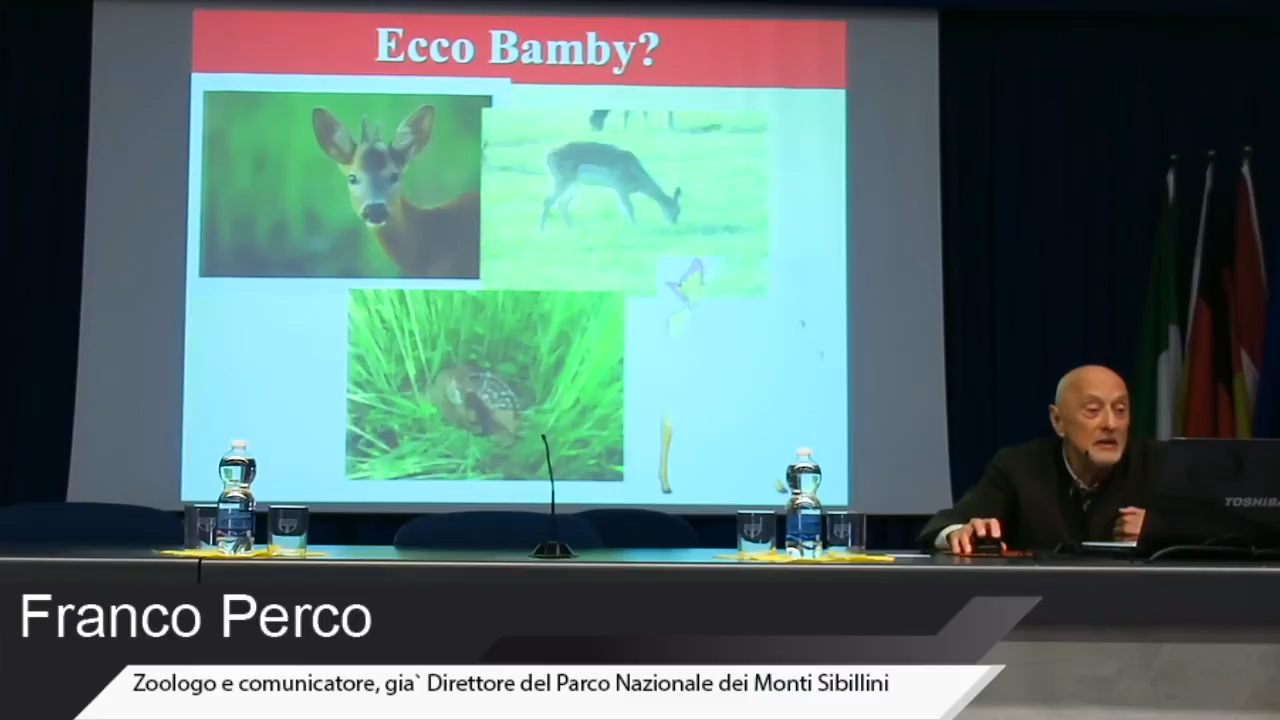 Ecco Bamby?
TOSHIBA
Franco Perco
Zoologo e comunicatore, gia` Direttore del Parco Nazionale dei Monti Sibillini